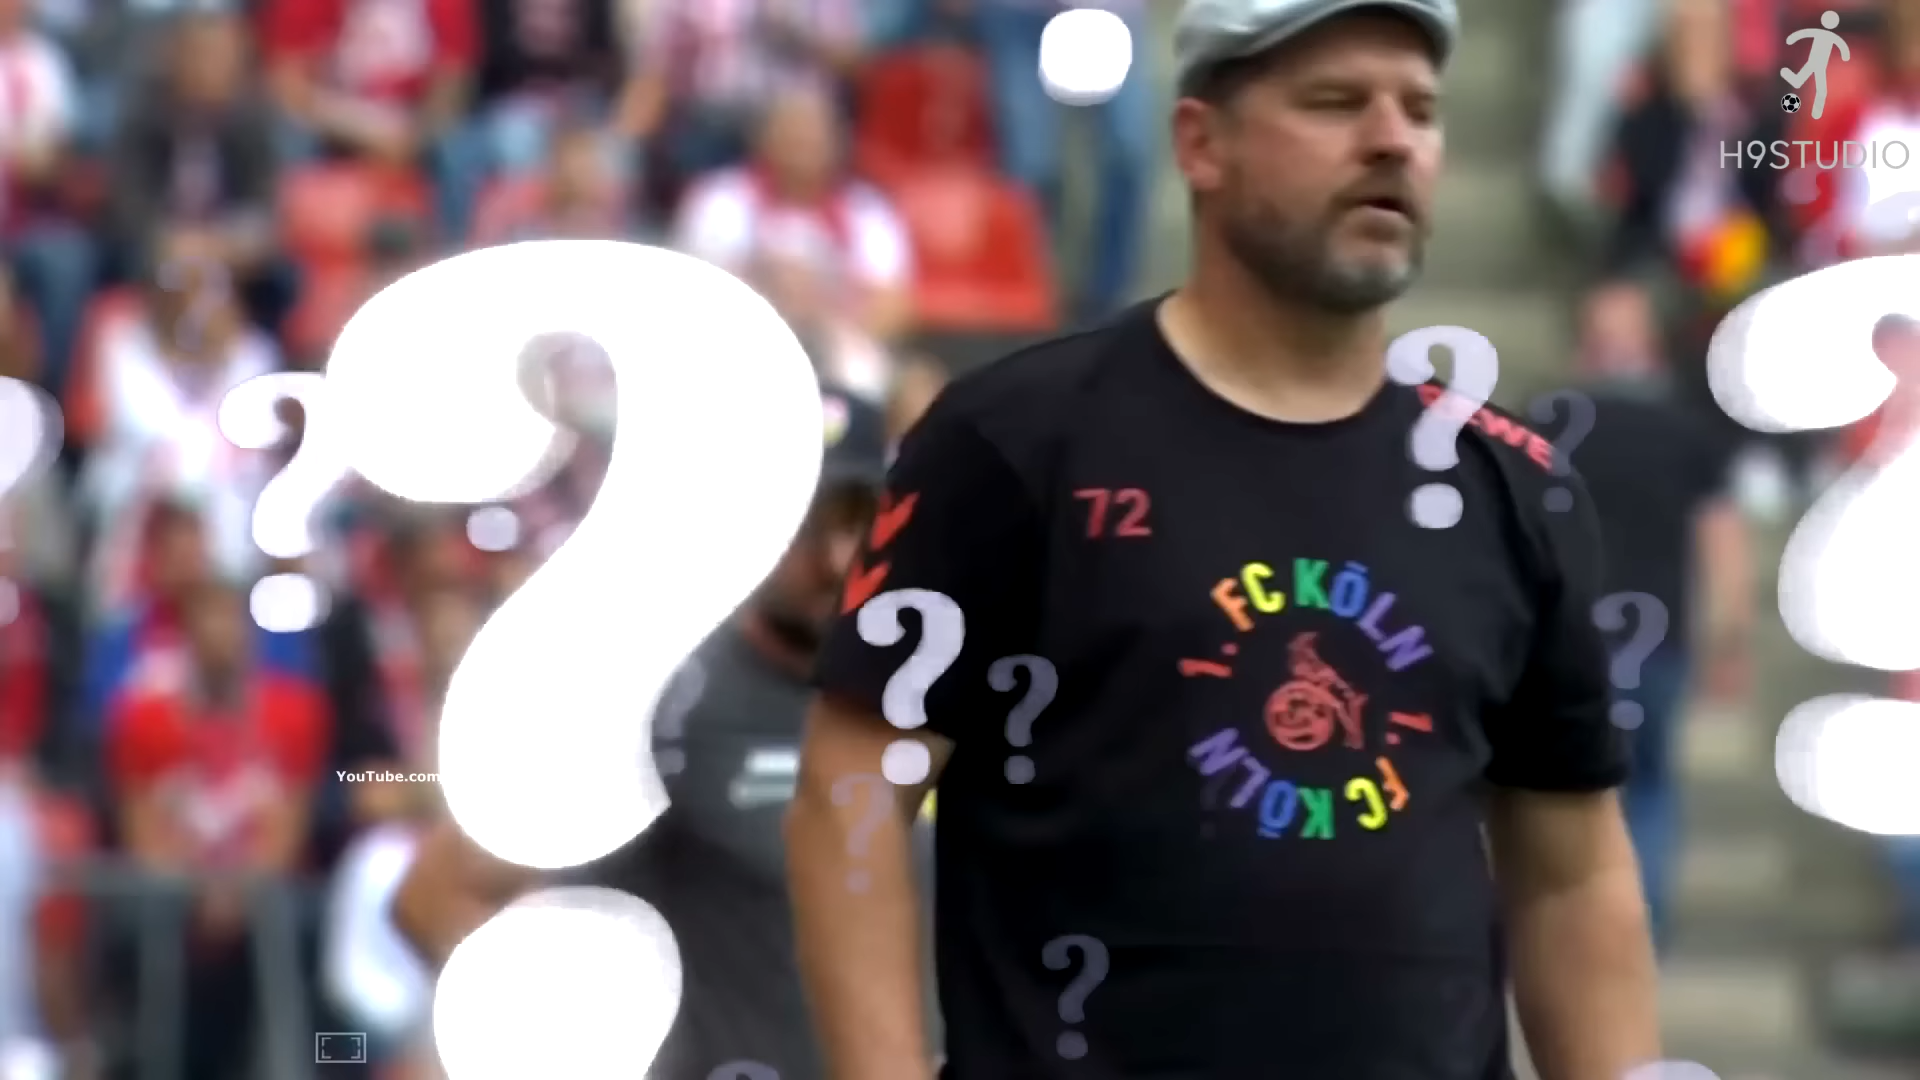 H9STUDIO
72
1. FC KÖLN
1. FC KÖLN
YouTube.com